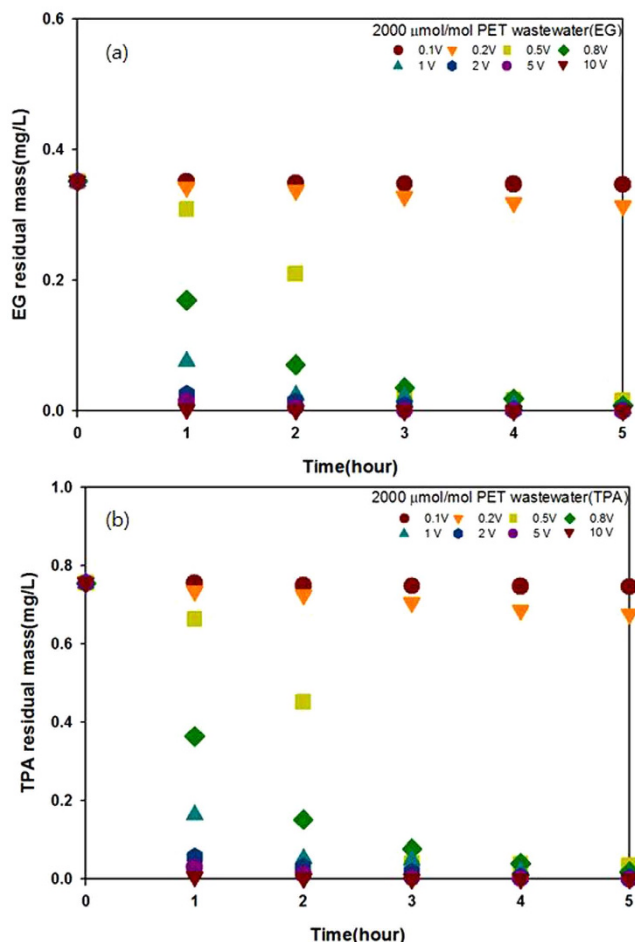 (a)
2000 μmol/mol PET wastewater(EG)
0.1V 0.2V 0.5V 0.8V
1 V 2 V 5 V 10 V
EG residual mass(mg/L)
0.6
0.4
0.2
0.0
0 1 2 3 4 5
Time(hour)
(b)
2000 μmol/mol PET wastewater(TPA)
0.1V 0.2V 0.5V 0.8V
1 V 2 V 5 V 10 V
TPA residual mass(mg/L)
1.0
0.8
0.6
0.4
0.2
0.0
0 1 2 3 4 5
Time(hour)